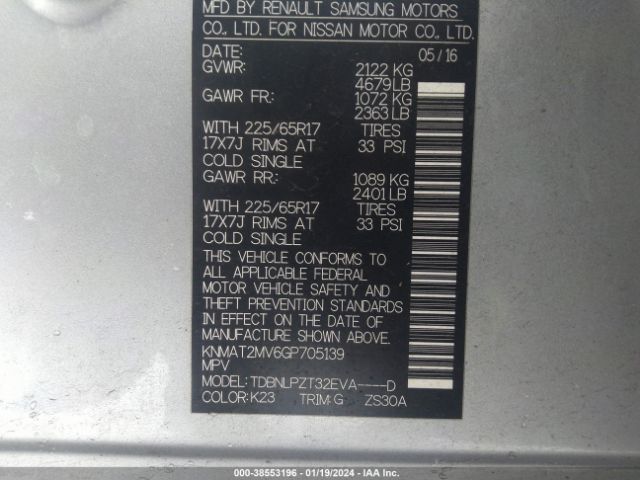 MFD BY RENAULT SAMSUNG MOTORS
CO., LTD. FOR NISSAN MOTOR CO., LTD.
DATE: 05/16
GVWR: 2122 KG
4679 LB
GAWR FR: 1072 KG
2363 LB
WITH 225/65R17 TIRES
17X7J RIMS AT 33 PSI
COLD SINGLE
GAWR RR: 1089 KG
2401 LB
WITH 225/65R17 TIRES
17X7J RIMS AT 33 PSI
COLD SINGLE
THIS VEHICLE CONFORMS TO
ALL APPLICABLE FEDERAL
MOTOR VEHICLE SAFETY AND
THEFT PREVENTION STANDARDS
IN EFFECT ON THE DATE OF
MANUFACTURE SHOWN ABOVE.
KNMAT2MV6GP705139
MPV
MODEL: TDBNLPZT32EVA----D
COLOR: K23 TRIM: G ZS30A
000-38553196 - 01/19/2024 - IAA Inc.